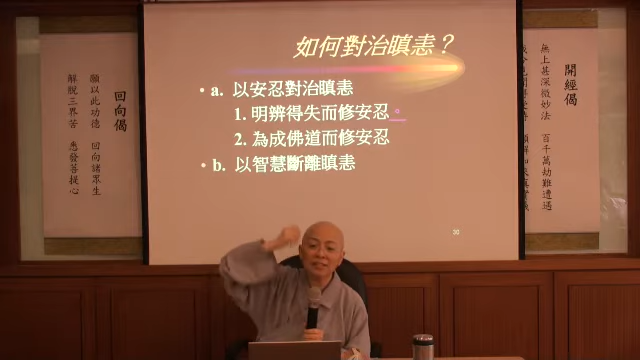 如何對治瞋恚？
• a. 以安忍對治瞋恚
1. 明辨得失而修安忍。
2. 為成佛道而修安忍
• b. 以智慧斷離瞋恚
開經偈
無上甚深微妙法 百千萬劫難遭遇
回向偈
願以此功德 回向諸眾生
解脫三界苦 悉發菩提心